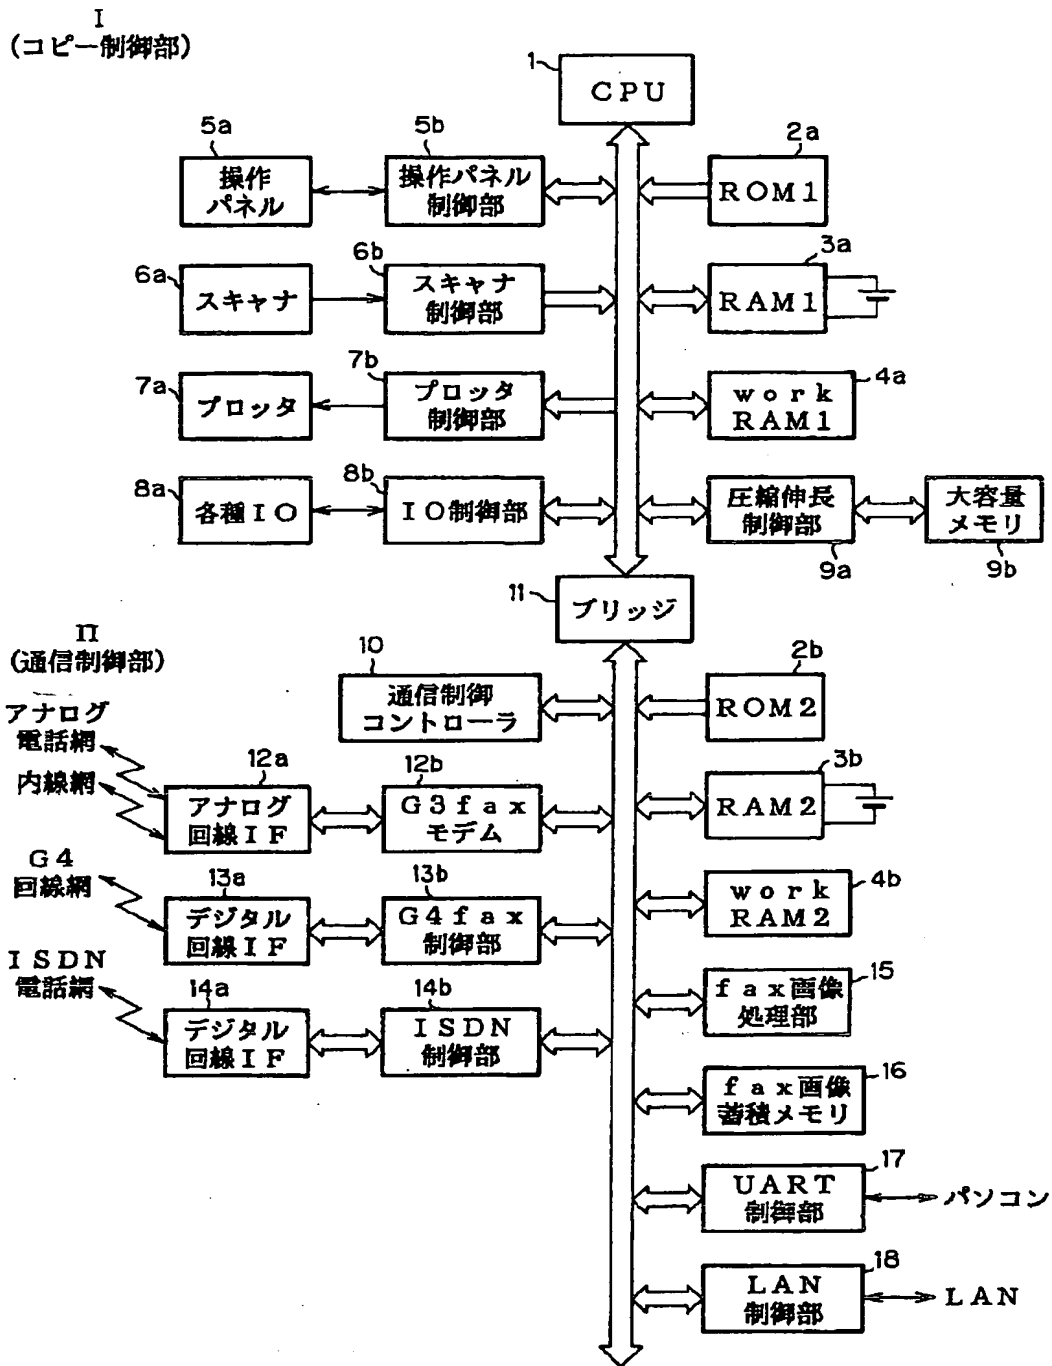 I
(コピー制御部)
1
CPU
5a
操作
パネル
5b
操作パネル
制御部
2a
ROM1
6a
スキャナ
6b
スキャナ
制御部
3a
RAM1
7a
プロッタ
7b
プロッタ
制御部
4a
work
RAM1
8a
各種IO
8b
IO制御部
圧縮伸長
制御部
9a
大容量
メモリ
9b
11
ブリッジ
II
(通信制御部)
10
通信制御
コントローラ
2b
ROM2
アナログ
電話網
内線網
12a
アナログ
回線IF
12b
G3fax
モデム
3b
RAM2
G4
回線網
13a
デジタル
回線IF
13b
G4fax
制御部
4b
work
RAM2
ISDN
電話網
14a
デジタル
回線IF
14b
ISDN
制御部
15
fax画像
処理部
16
fax画像
蓄積メモリ
17
UART
制御部
パソコン
18
LAN
制御部
LAN